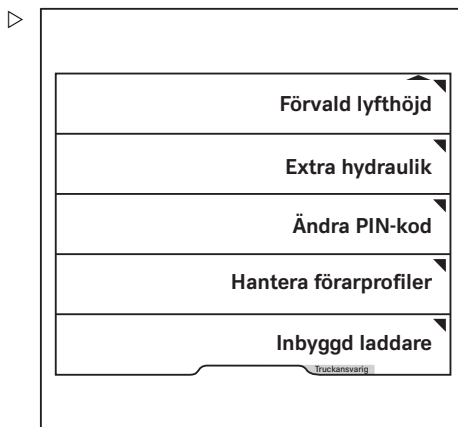 Förvald lyfthöjd
Extra hydraulik
Ändra PIN-kod
Hantera förarprofiler
Inbyggd laddare
Truckansvarig